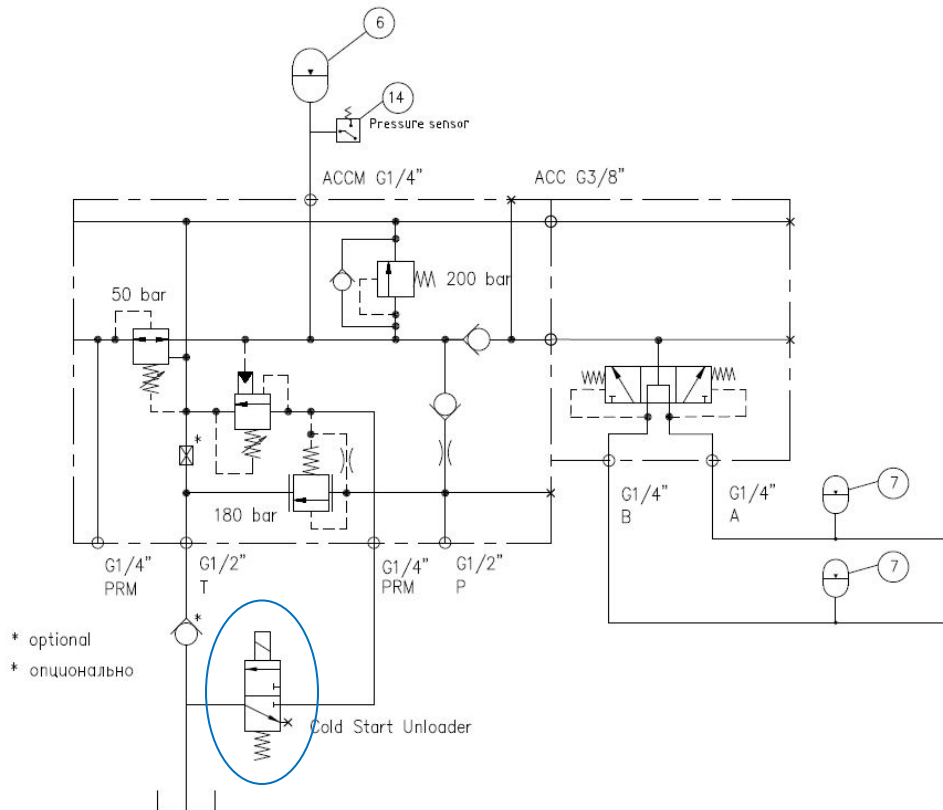 6
14
Pressure sensor
ACCM G1/4"
ACC G3/8"
50 bar
200 bar
*
180 bar
G1/4"
B
G1/4"
A
7
7
G1/4"
PRM
G1/2"
T
G1/4"
PRM
G1/2"
P
*
* optional
* опционально
Cold Start Unloader